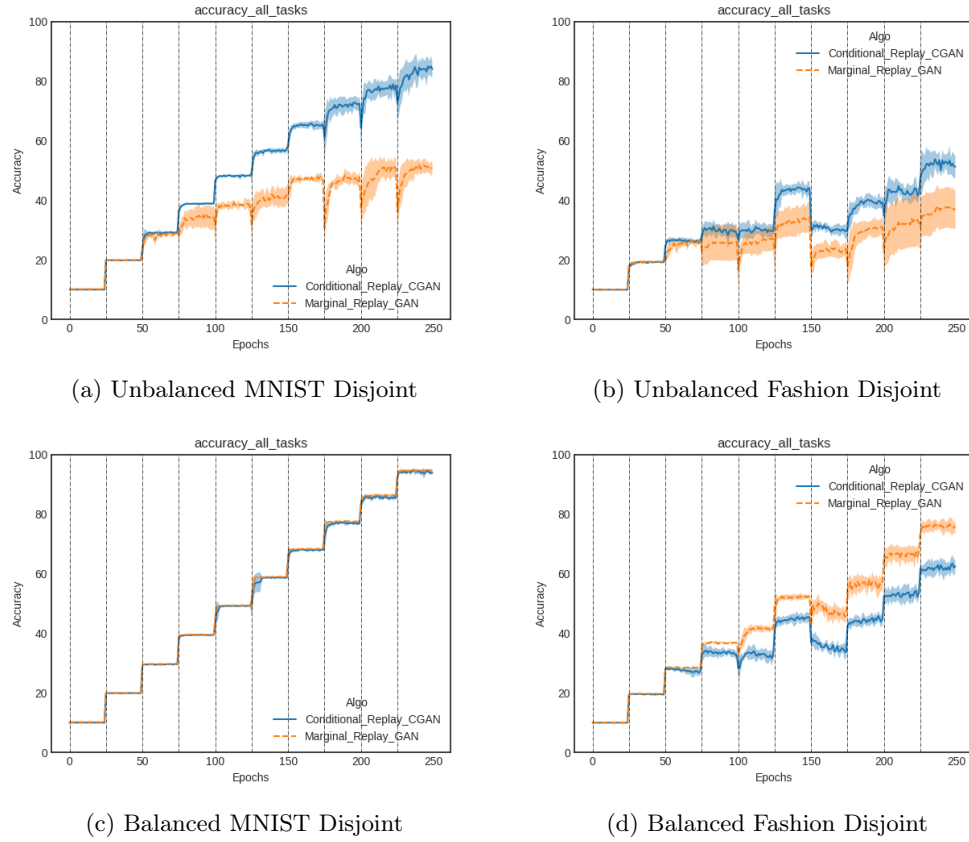 accuracy_all_tasks
100
80
60
40
20
0
Accuracy
Algo
Conditional_Replay_CGAN
Marginal_Replay_GAN
0 50 100 150 200 250
Epochs
(a) Unbalanced MNIST Disjoint
accuracy_all_tasks
100
80
60
40
20
0
Accuracy
Algo
Conditional_Replay_CGAN
Marginal_Replay_GAN
0 50 100 150 200 250
Epochs
(b) Unbalanced Fashion Disjoint
accuracy_all_tasks
100
80
60
40
20
0
Accuracy
Algo
Conditional_Replay_CGAN
Marginal_Replay_GAN
0 50 100 150 200 250
Epochs
(c) Balanced MNIST Disjoint
accuracy_all_tasks
100
80
60
40
20
0
Accuracy
Algo
Conditional_Replay_CGAN
Marginal_Replay_GAN
0 50 100 150 200 250
Epochs
(d) Balanced Fashion Disjoint